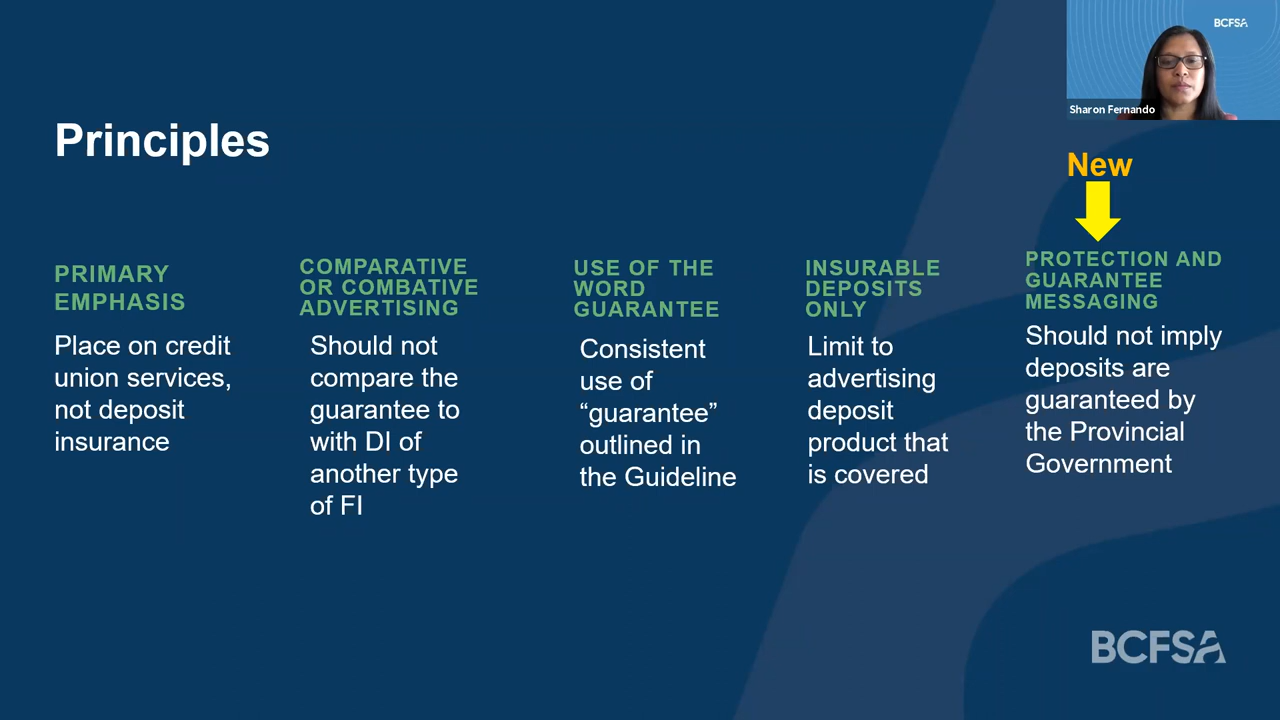 BCFSA
Sharon Fernando
Principles
New
PRIMARY
EMPHASIS
Place on credit
union services,
not deposit
insurance
COMPARATIVE
OR COMBATIVE
ADVERTISING
Should not
compare the
guarantee to
with DI of
another type
of FI
USE OF THE
WORD
GUARANTEE
Consistent
use of
“guarantee”
outlined in
the Guideline
INSURABLE
DEPOSITS
ONLY
Limit to
advertising
deposit
product that
is covered
PROTECTION AND
GUARANTEE
MESSAGING
Should not imply
deposits are
guaranteed by
the Provincial
Government
BCFSA